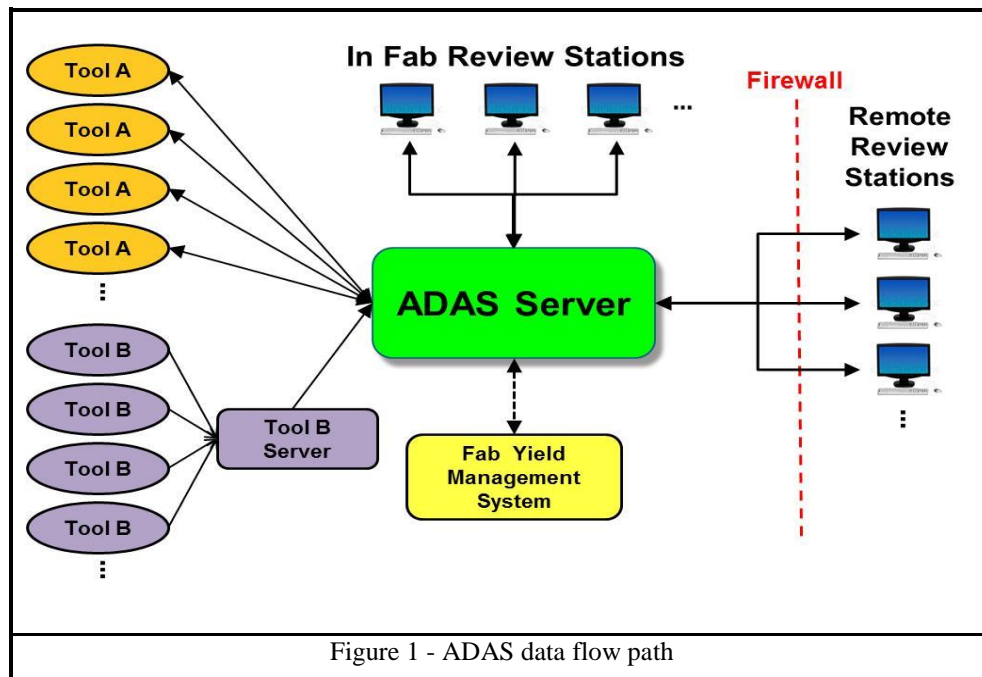 In Fab Review Stations
...
Firewall
Remote
Review
Stations
Tool A
Tool A
Tool A
Tool A
...
ADAS Server
Tool B
Tool B
Tool B
Tool B
...
Tool B
Server
Fab Yield
Management
System
...
Figure 1 - ADAS data flow path